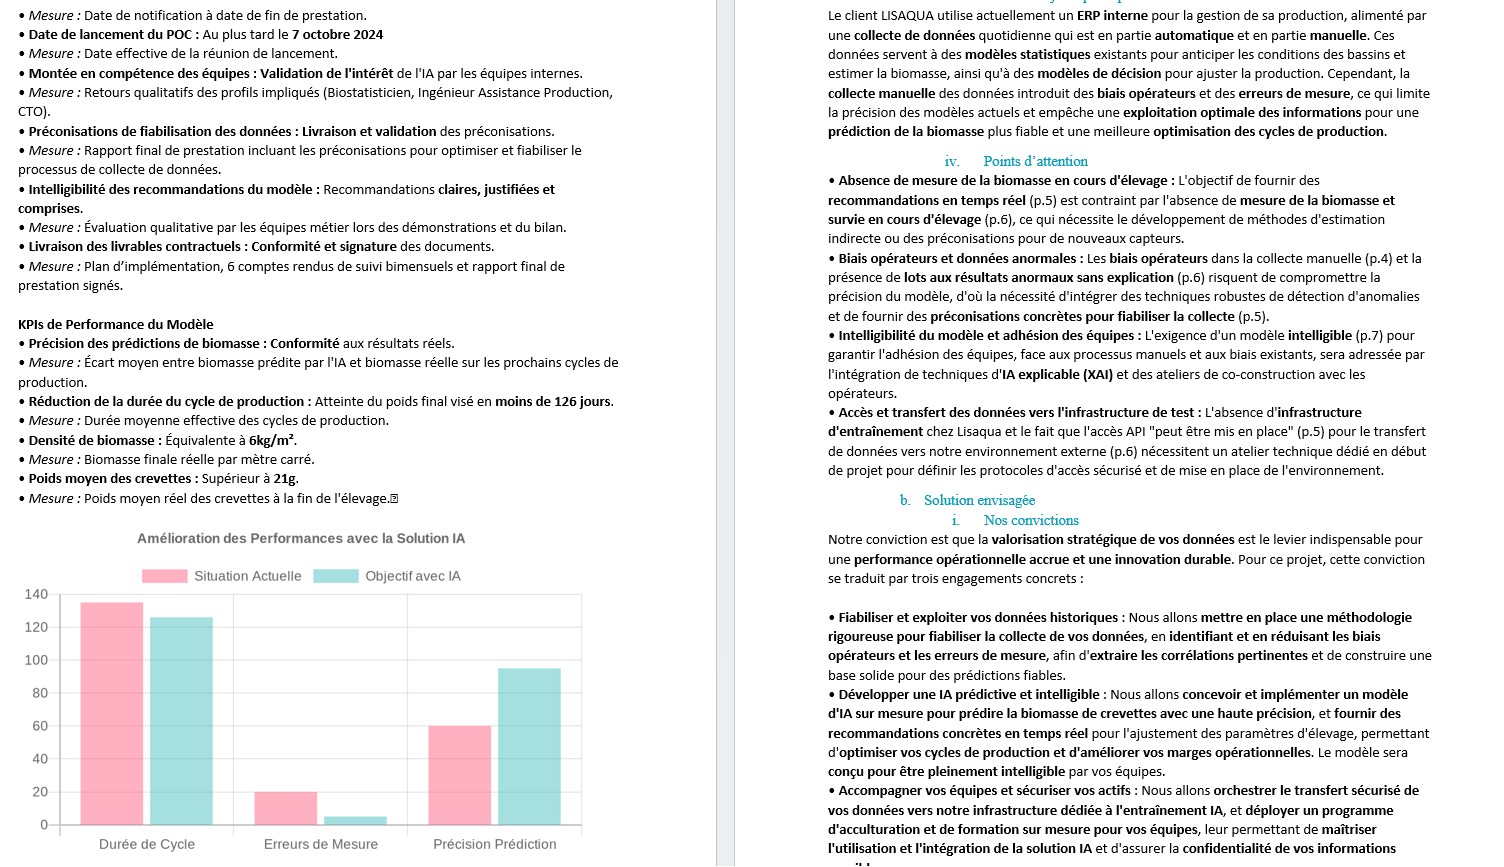 • Mesure : Date de notification à date de fin de prestation.
• Date de lancement du POC : Au plus tard le 7 octobre 2024
• Mesure : Date effective de la réunion de lancement.
• Montée en compétence des équipes : Validation de l'intérêt de l'IA par les équipes internes.
• Mesure : Retours qualitatifs des profils impliqués (Biostatisticien, Ingénieur Assistance Production,
CTO).
• Préconisations de fiabilisation des données : Livraison et validation des préconisations.
• Mesure : Rapport final de prestation incluant les préconisations pour optimiser et fiabiliser le
processus de collecte de données.
• Intelligibilité des recommandations du modèle : Recommandations claires, justifiées et
comprises.
• Mesure : Évaluation qualitative par les équipes métier lors des démonstrations et du bilan.
• Livraison des livrables contractuels : Conformité et signature des documents.
• Mesure : Plan d’implémentation, 6 comptes rendus de suivi bimensuels et rapport final de
prestation signés.
KPIs de Performance du Modèle
• Précision des prédictions de biomasse : Conformité aux résultats réels.
• Mesure : Écart moyen entre biomasse prédite par l'IA et biomasse réelle sur les prochains cycles de
production.
• Réduction de la durée du cycle de production : Atteinte du poids final visé en moins de 126 jours.
• Mesure : Durée moyenne effective des cycles de production.
• Densité de biomasse : Équivalente à 6kg/m².
• Mesure : Biomasse finale réelle par mètre carré.
• Poids moyen des crevettes : Supérieur à 21g.
• Mesure : Poids moyen réel des crevettes à la fin de l'élevage.
Amélioration des Performances avec la Solution IA
Situation Actuelle Objectif avec IA
140
120
100
80
60
40
20
0
Durée de Cycle Erreurs de Mesure Précision Prédiction
Le client LISAQUA utilise actuellement un ERP interne pour la gestion de sa production, alimenté par
une collecte de données quotidienne qui est en partie automatique et en partie manuelle. Ces
données servent à des modèles statistiques existants pour anticiper les conditions des bassins et
estimer la biomasse, ainsi qu'à des modèles de décision pour ajuster la production. Cependant, la
collecte manuelle des données introduit des biais opérateurs et des erreurs de mesure, ce qui limite
la précision des modèles actuels et empêche une exploitation optimale des informations pour une
prédiction de la biomasse plus fiable et une meilleure optimisation des cycles de production.
iv. Points d’attention
• Absence de mesure de la biomasse en cours d'élevage : L'objectif de fournir des
recommandations en temps réel (p.5) est contraint par l'absence de mesure de la biomasse et
survie en cours d'élevage (p.6), ce qui nécessite le développement de méthodes d'estimation
indirecte ou des préconisations pour de nouveaux capteurs.
• Biais opérateurs et données anormales : Les biais opérateurs dans la collecte manuelle (p.4) et la
présence de lots aux résultats anormaux sans explication (p.6) risquent de compromettre la
précision du modèle, d'où la nécessité d'intégrer des techniques robustes de détection d'anomalies
et de fournir des préconisations concrètes pour fiabiliser la collecte (p.5).
• Intelligibilité du modèle et adhésion des équipes : L'exigence d'un modèle intelligible (p.7) pour
garantir l'adhésion des équipes, face aux processus manuels et aux biais existants, sera adressée par
l'intégration de techniques d'IA explicable (XAI) et des ateliers de co-construction avec les
opérateurs.
• Accès et transfert des données vers l'infrastructure de test : L'absence d'infrastructure
d'entraînement chez Lisaqua et le fait que l'accès API "peut être mis en place" (p.5) pour le transfert
de données vers notre environnement externe (p.6) nécessitent un atelier technique dédié en début
de projet pour définir les protocoles d'accès sécurisé et de mise en place de l'environnement.
b. Solution envisagée
i. Nos convictions
Notre conviction est que la valorisation stratégique de vos données est le levier indispensable pour
une performance opérationnelle accrue et une innovation durable. Pour ce projet, cette conviction
se traduit par trois engagements concrets :
• Fiabiliser et exploiter vos données historiques : Nous allons mettre en place une méthodologie
rigoureuse pour fiabiliser la collecte de vos données, en identifiant et en réduisant les biais
opérateurs et les erreurs de mesure, afin d'extraire les corrélations pertinentes et de construire une
base solide pour des prédictions fiables.
• Développer une IA prédictive et intelligible : Nous allons concevoir et implémenter un modèle
d'IA sur mesure pour prédire la biomasse de crevettes avec une haute précision, et fournir des
recommandations concrètes en temps réel pour l'ajustement des paramètres d'élevage, permettant
d'optimiser vos cycles de production et d'améliorer vos marges opérationnelles. Le modèle sera
conçu pour être pleinement intelligible par vos équipes.
• Accompagner vos équipes et sécuriser vos actifs : Nous allons orchestrer le transfert sécurisé de
vos données vers notre infrastructure dédiée à l'entraînement IA, et déployer un programme
d'acculturation et de formation sur mesure pour vos équipes, leur permettant de maîtriser
l'utilisation et l'intégration de la solution IA et d'assurer la confidentialité de vos informations